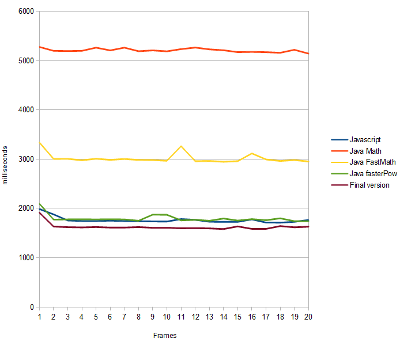 6000
5000
4000
3000
2000
1000
0
milliseconds
1 2 3 4 5 6 7 8 9 10 11 12 13 14 15 16 17 18 19 20
Frames
Javascript
Java Math
Java FastMath
Java fasterPow
Final version